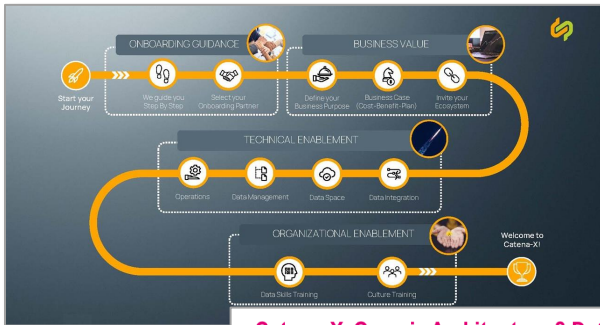 ONBOARDING GUIDANCE
BUSINESS VALUE
Start your
Journey
We guide you
Step By Step
Select your
Onboarding Partner
Define your
Business Purpose
Business Case
(Cost-Benefit-Plan)
Invite your
Ecosystem
TECHNICAL ENABLEMENT
Operations
Data Management
Data Space
Data Integration
ORGANIZATIONAL ENABLEMENT
Welcome to
Catena-X!
Data Skills Training
Culture Training